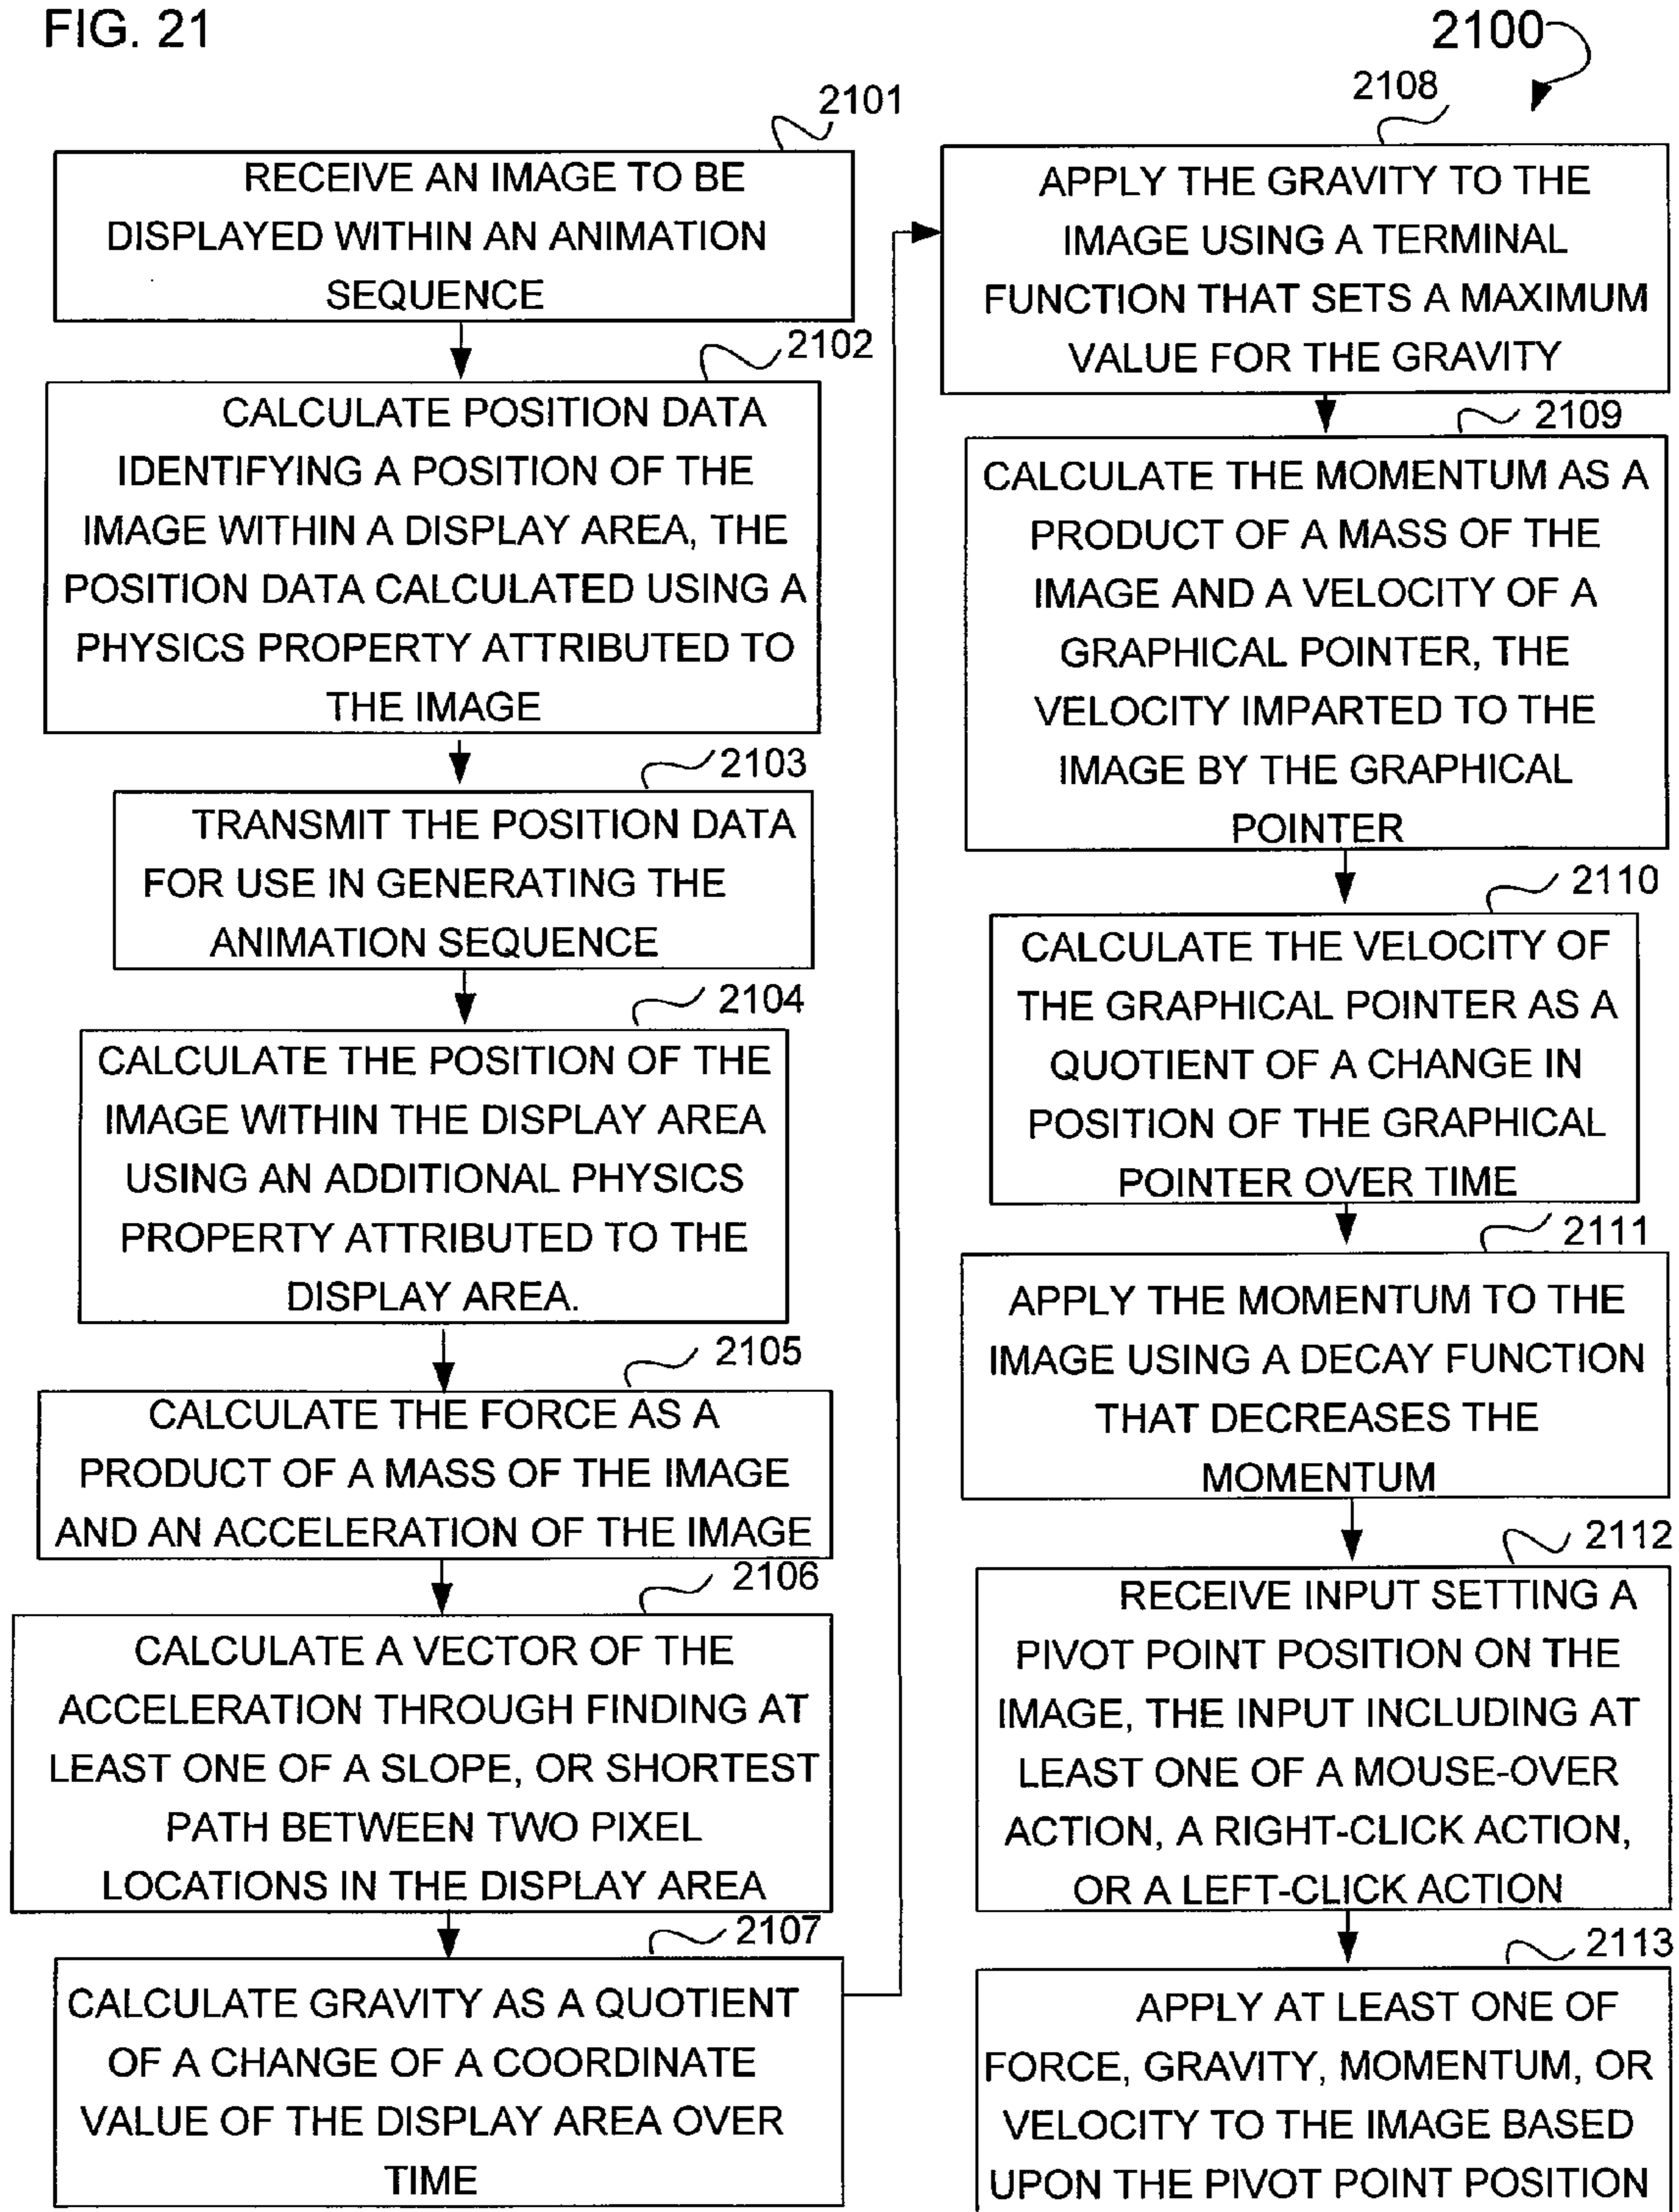 FIG. 21
2100
2101
RECEIVE AN IMAGE TO BE
DISPLAYED WITHIN AN ANIMATION
SEQUENCE
2102
CALCULATE POSITION DATA
IDENTIFYING A POSITION OF THE
IMAGE WITHIN A DISPLAY AREA, THE
POSITION DATA CALCULATED USING A
PHYSICS PROPERTY ATTRIBUTED TO
THE IMAGE
2103
TRANSMIT THE POSITION DATA
FOR USE IN GENERATING THE
ANIMATION SEQUENCE
2104
CALCULATE THE POSITION OF THE
IMAGE WITHIN THE DISPLAY AREA
USING AN ADDITIONAL PHYSICS
PROPERTY ATTRIBUTED TO THE
DISPLAY AREA.
2105
CALCULATE THE FORCE AS A
PRODUCT OF A MASS OF THE IMAGE
AND AN ACCELERATION OF THE IMAGE
2106
CALCULATE A VECTOR OF THE
ACCELERATION THROUGH FINDING AT
LEAST ONE OF A SLOPE, OR SHORTEST
PATH BETWEEN TWO PIXEL
LOCATIONS IN THE DISPLAY AREA
2107
CALCULATE GRAVITY AS A QUOTIENT
OF A CHANGE OF A COORDINATE
VALUE OF THE DISPLAY AREA OVER
TIME
2108
APPLY THE GRAVITY TO THE
IMAGE USING A TERMINAL
FUNCTION THAT SETS A MAXIMUM
VALUE FOR THE GRAVITY
2109
CALCULATE THE MOMENTUM AS A
PRODUCT OF A MASS OF THE
IMAGE AND A VELOCITY OF A
GRAPHICAL POINTER, THE
VELOCITY IMPARTED TO THE
IMAGE BY THE GRAPHICAL
POINTER
2110
CALCULATE THE VELOCITY OF
THE GRAPHICAL POINTER AS A
QUOTIENT OF A CHANGE IN
POSITION OF THE GRAPHICAL
POINTER OVER TIME
2111
APPLY THE MOMENTUM TO THE
IMAGE USING A DECAY FUNCTION
THAT DECREASES THE
MOMENTUM
2112
RECEIVE INPUT SETTING A
PIVOT POINT POSITION ON THE
IMAGE, THE INPUT INCLUDING AT
LEAST ONE OF A MOUSE-OVER
ACTION, A RIGHT-CLICK ACTION,
OR A LEFT-CLICK ACTION
2113
APPLY AT LEAST ONE OF
FORCE, GRAVITY, MOMENTUM, OR
VELOCITY TO THE IMAGE BASED
UPON THE PIVOT POINT POSITION